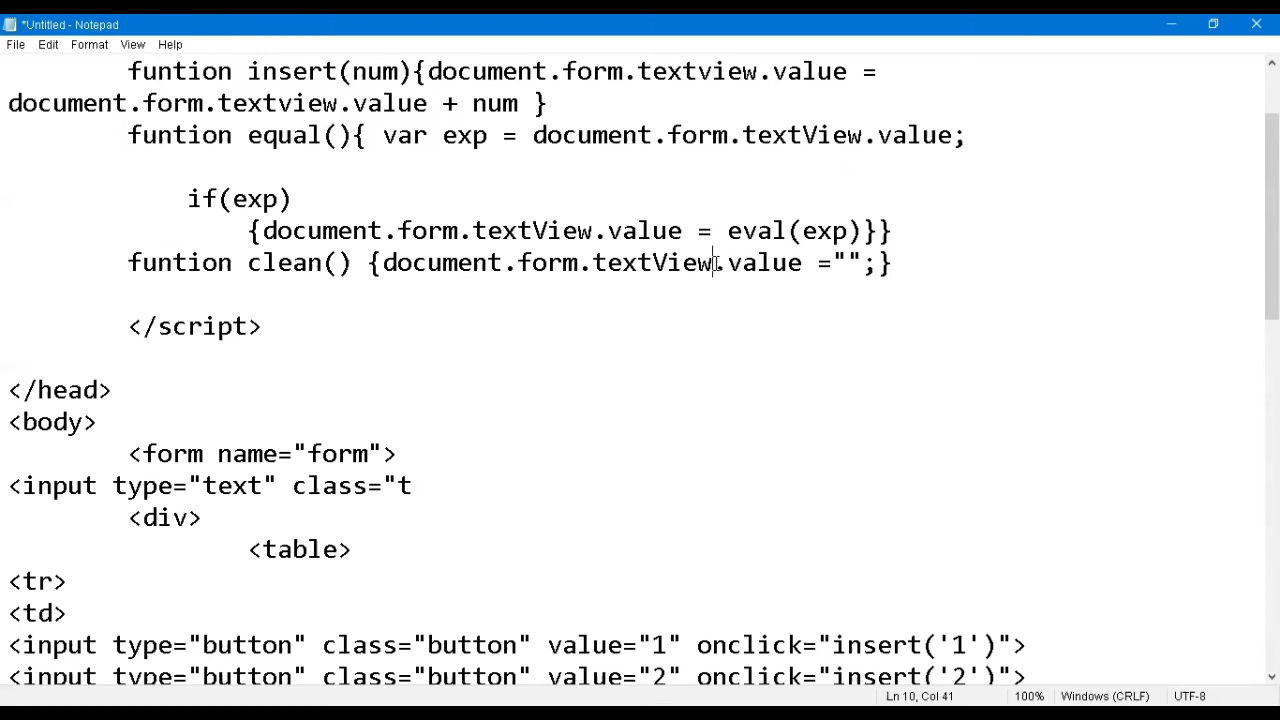 *Untitled - Notepad
File Edit Format View Help
funtion insert(num){document.form.textview.value =
document.form.textview.value + num }
funtion equal(){ var exp = document.form.textView.value;
if(exp)
{document.form.textView.value = eval(exp)}}
funtion clean() {document.form.textView.value ="";}
</script>
</head>
<body>
<form name="form">
<input type="text" class="t
<div>
<table>
<tr>
<td>
<input type="button" class="button" value="1" onclick="insert('1')">
<input type="button" class="button" value="2" onclick="insert('2')">
Ln 10, Col 41 100% Windows (CRLF) UTF-8